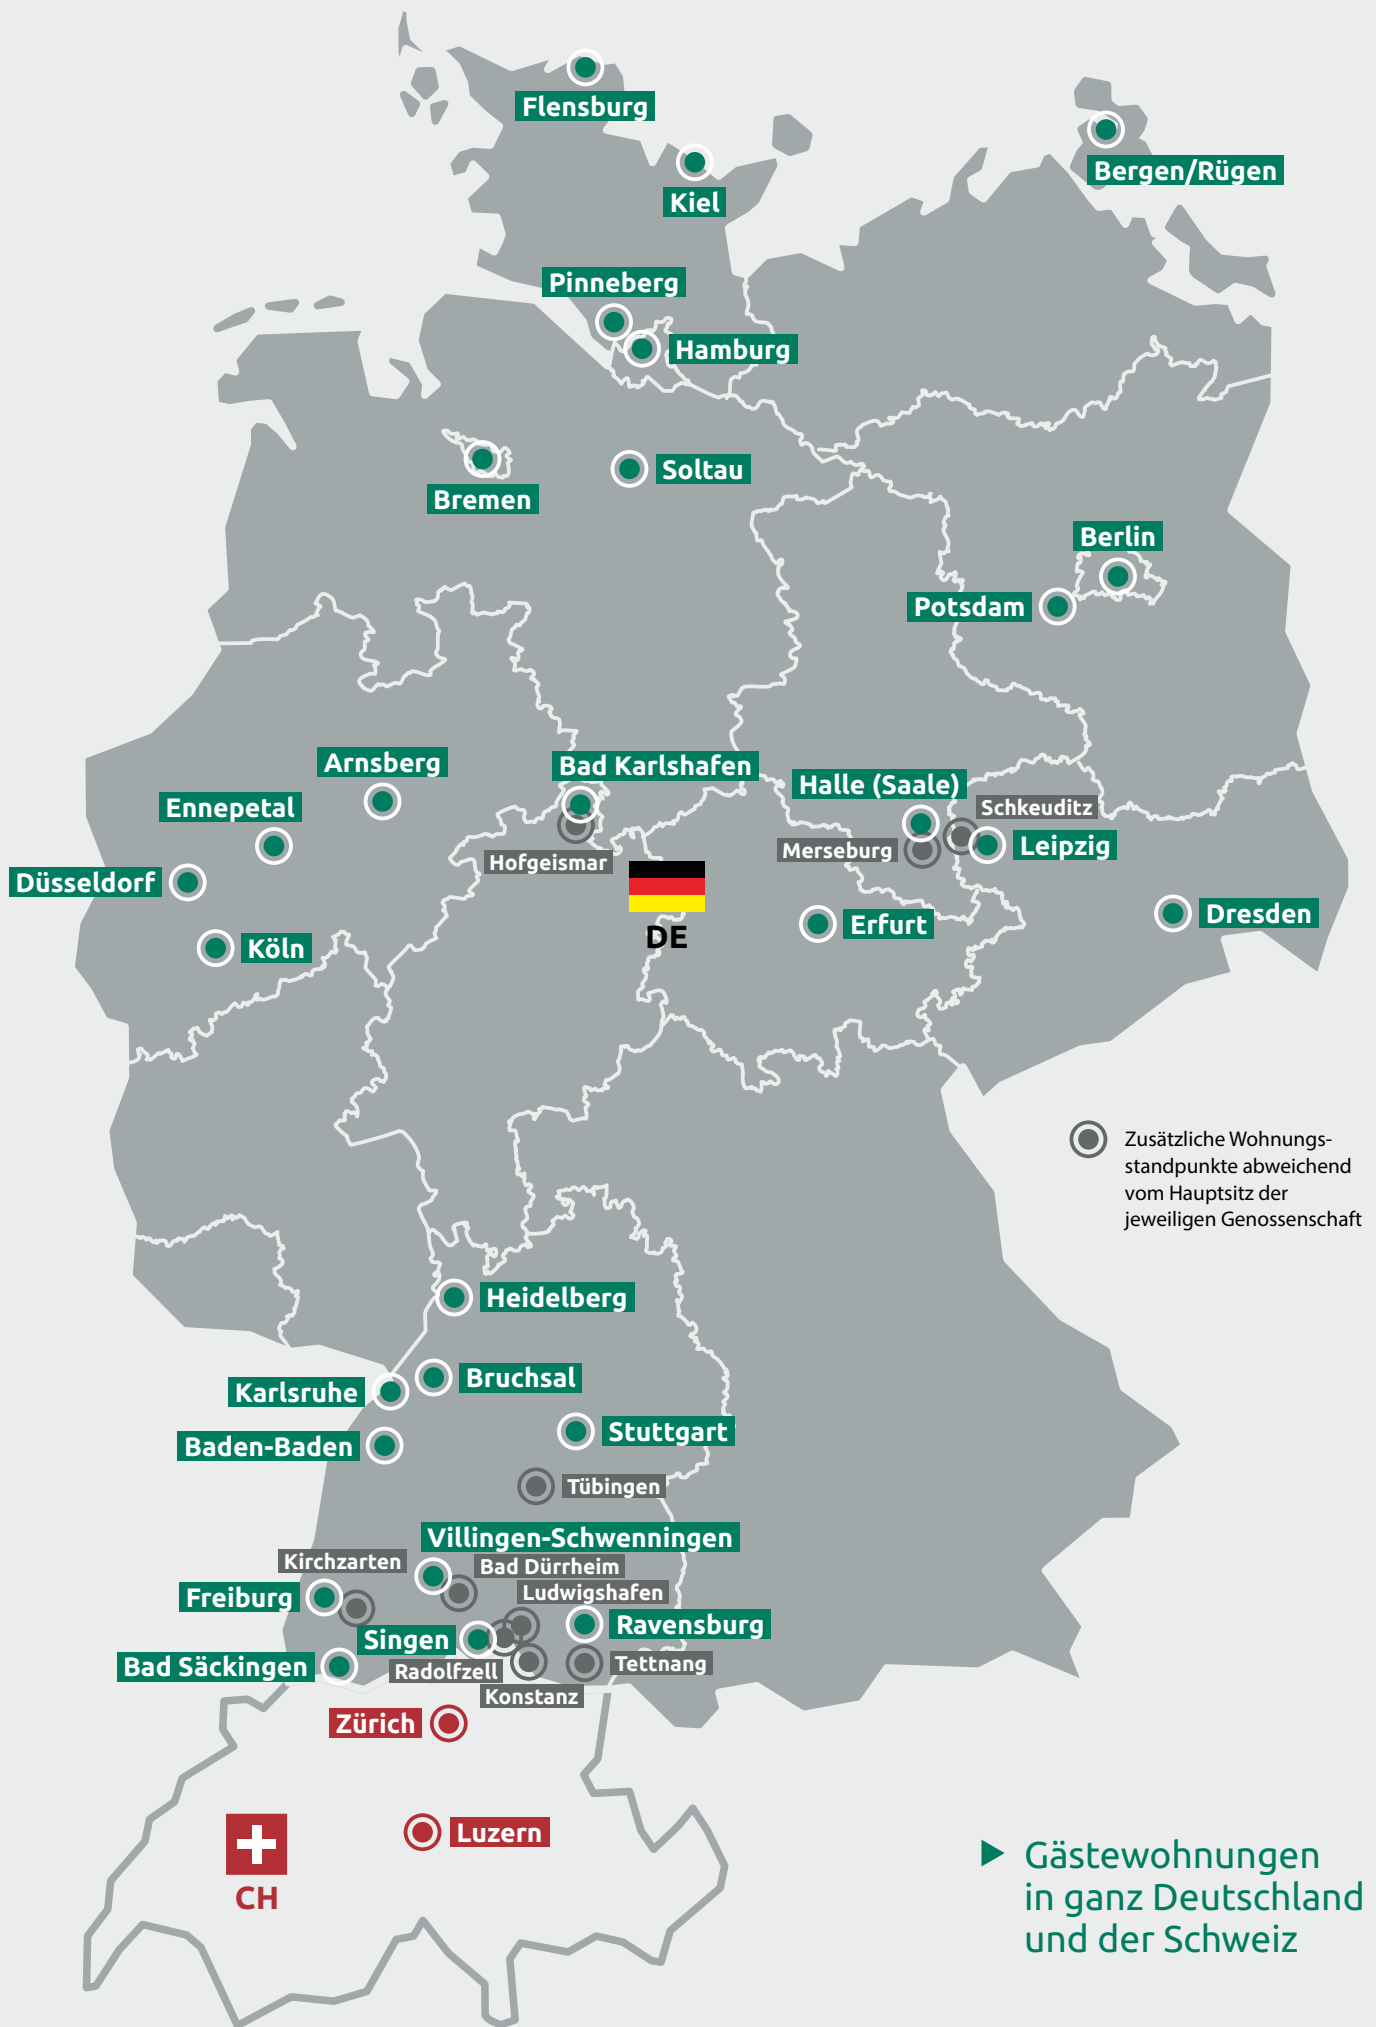 Flensburg
Bergen/Rügen
Kiel
Pinneberg
Hamburg
Soltau
Bremen
Berlin
Potsdam
Arnsberg
Bad Karlshafen
Halle (Saale)
Ennepetal
Schkeuditz
Leipzig
Merseburg
Hofgeismar
Düsseldorf
Dresden
Erfurt
DE
Köln
Zusätzliche Wohnungs-
standpunkte abweichend
vom Hauptsitz der
jeweiligen Genossenschaft
Heidelberg
Bruchsal
Karlsruhe
Stuttgart
Baden-Baden
Tübingen
Villingen-Schwenningen
Kirchzarten
Bad Dürrheim
Ludwigshafen
Freiburg
Ravensburg
Singen
Tettnang
Bad Säckingen
Radolfzell
Konstanz
Zürich
Luzern
CH
Gästewohnungen
in ganz Deutschland
und der Schweiz